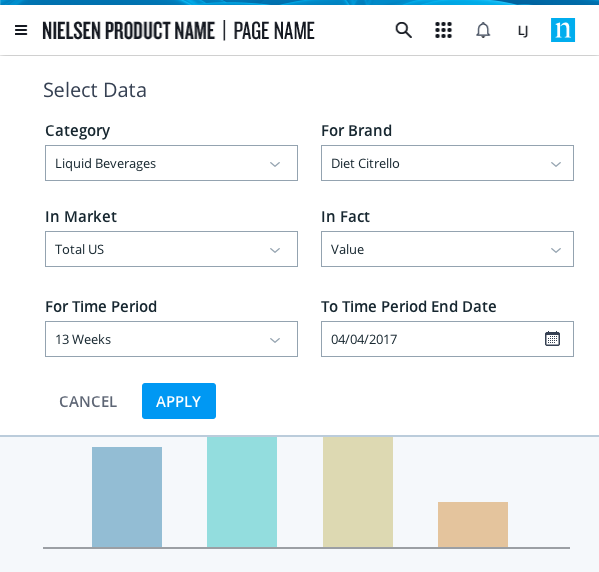 NIELSEN PRODUCT NAME | PAGE NAME LJ n
Select Data
Category For Brand
Liquid Beverages Diet Citrello
In Market In Fact
Total US Value
For Time Period To Time Period End Date
13 Weeks 04/04/2017
CANCEL APPLY